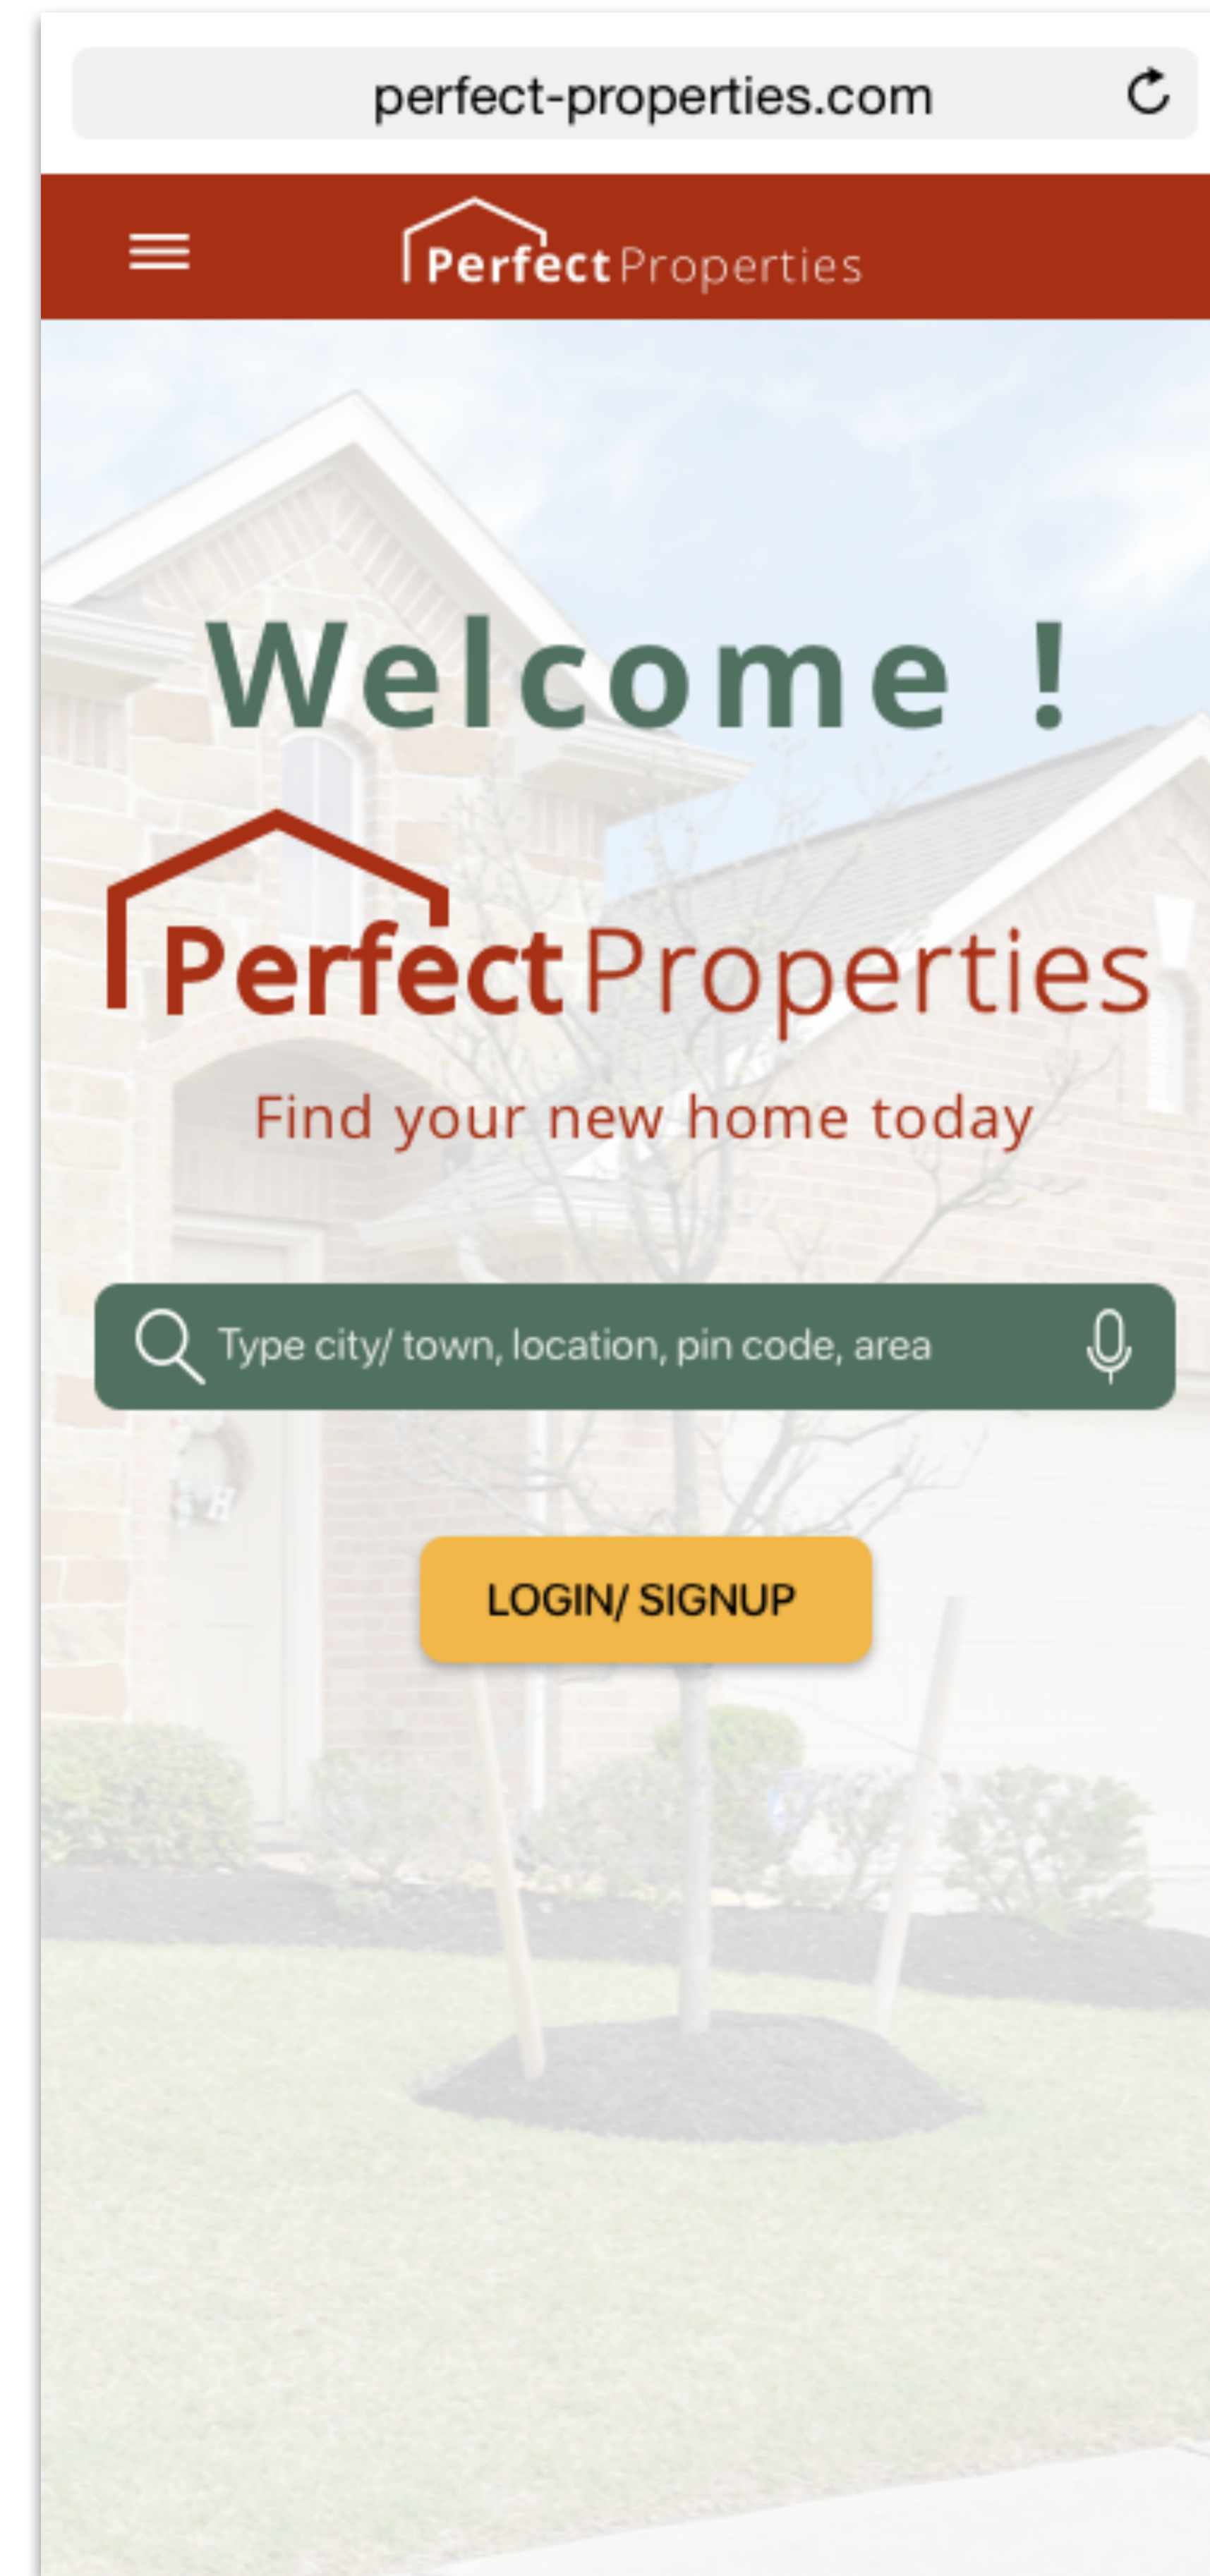 perfect-properties.com
Perfect Properties
Welcome !
Perfect Properties
Find your new home today
Type city/ town, location, pin code, area
LOGIN/ SIGNUP